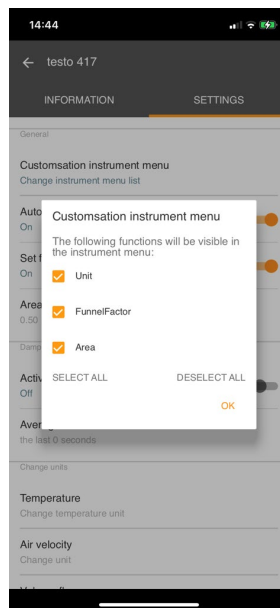 14:44
testo 417
INFORMATION
SETTINGS
General
Customsation instrument menu
Change instrument menu list
Auto
On
Customsation instrument menu
The following functions will be visible in
the instrument menu:
Unit
FunnelFactor
Area
SELECT ALL
DESELECT ALL
OK
Set f
On
Area
0.50
Damp
Activ
Off
Aver
the last 0 seconds
Change units
Temperature
Change temperature unit
Air velocity
Change unit